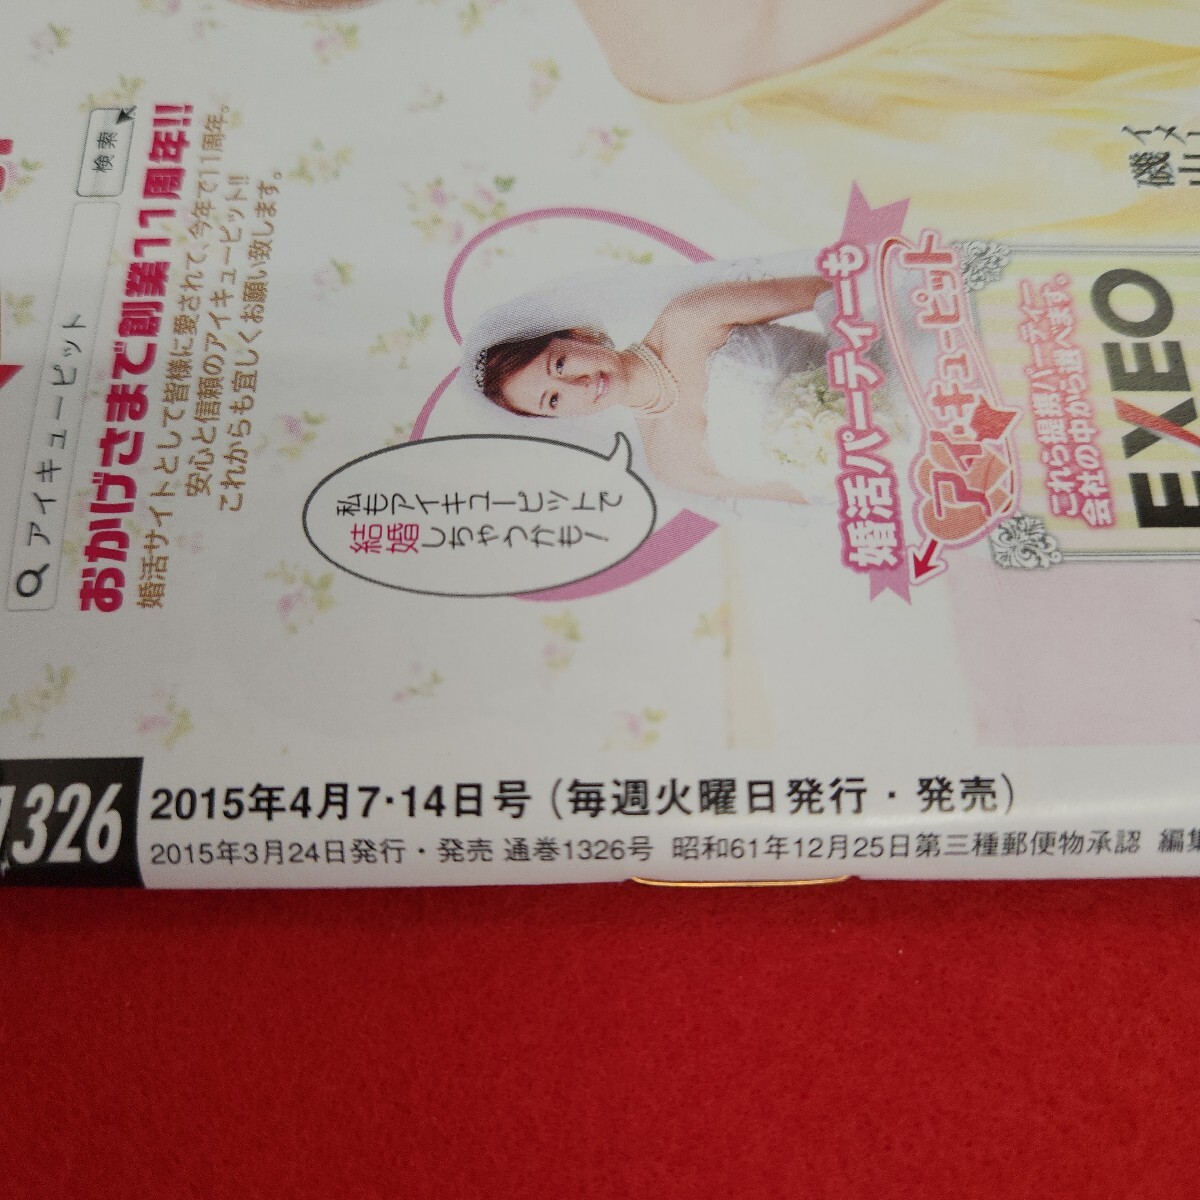 アイキューピット
検索
おかげさまで創業11周年!!
婚活サイトとして皆様に愛されて、今年で11周年。
安心と信頼のアイキューピット!!
これからも宜しくお願い致します。
私もアイキューピットで
結婚しちゃうかも!
婚活パーティーも
アイキューピット
これら提携パーティー
会社の中から選べます。
EXEO
イメー
磯山
1326
2015年4月7・14日号(毎週火曜日発行・発売)
2015年3月24日発行・発売 通巻1326号 昭和61年12月25日第三種郵便物承認 編集